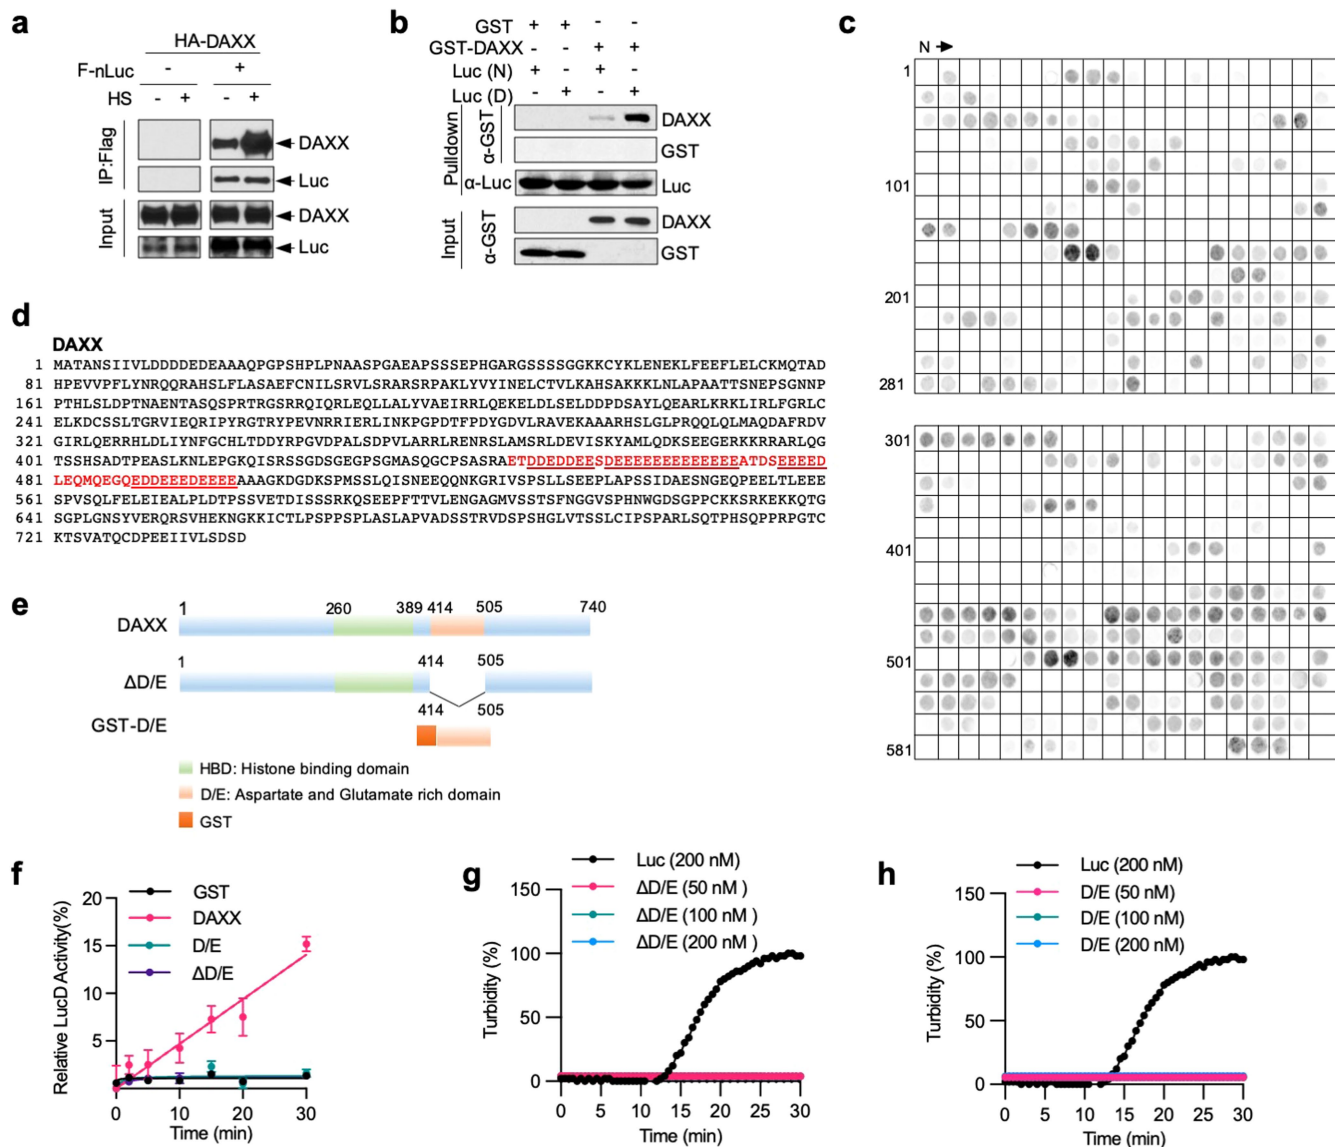 a
HA-DAXX
F-nLuc - +
HS - + - +
IP:Flag
DAXX
Luc
Input
DAXX
Luc
b
GST + + - -
GST-DAXX - - + +
Luc (N) + - + -
Luc (D) - + - +
Pulldown
α-GST
DAXX
GST
α-Luc
Luc
Input
α-GST
DAXX
GST
c
N
1
101
201
281
301
401
501
581
d
DAXX
1 MATANSIIVLDDDDEDEAAAQPGPSHPLPNAASPGAEAPSSSEPHGARGSSSSGGKKCYKLENEKLFEEFLELCKMQTAD
81 HPEVVPFLYNRQQRAHSLFLASAEFCNILSRVLSRARSRPAKLYVYINELCTVLKAHSAKKKLNLAPAATTSNEPSGNNP
161 PTHLSLDPTNAENTASQSPRTRGSRRQIQRLEQLLALYVAEIRRLQEKELDLSELDDPDSAYLQEARLKRKLIRLFGRLC
241 ELKDCSSLTGRVIEQRIPYRGTRYPEVNRRIERLINKPGPDTFPDYGDVLRAVEKAAARHSLGLPRQQLQLMAQDAFRDV
321 GIRLQERRHLDLIYNFGCHLTDDYRPGVDPALSDPVLARRLRENRSLAMSRLDEVISKYAMLQDKSEEGERKKRRARLQG
401 TSSHSADTPEASLKNLEPGKQISRSSGDSGEGPSGMASQGCPSASRAETDDEDDEESDEEEEEEEEEEEEEEEATDSEEEED
481 LEQMQEGQEDDEEEDEEEEAAAGKDGDKSPMSSLQISNEEQQNKGRIVSPSLLSEEPLAPSSIDAESNGEQPEELTLEEE
561 SPVSQLFELEIEALPLDTPSSVETDISSSRKQSEEPFTTVLENGAGMVSSTSFNGGVSPHNWGDSGPPCKKSRKEKKQTG
641 SGPLGNSYVERQRSVHEKNGKKICTLPSPPSPLASLAPVADSSTRVDSPSHGLVTSSLCIPSPARLSQTPHSQPPRPGTC
721 KTSVATQCDPEEIIVLSDSD
e
1 260 389 414 505 740
DAXX
1 414 505
ΔD/E
414 505
GST-D/E
HBD: Histone binding domain
D/E: Aspartate and Glutamate rich domain
GST
f
GST
DAXX
D/E
ΔD/E
Relative LucD Activity(%)
20
15
10
5
0 10 20 30
Time (min)
g
Luc (200 nM)
ΔD/E (50 nM )
ΔD/E (100 nM )
ΔD/E (200 nM )
Turbidity (%)
150
100
50
0
0 5 10 15 20 25 30
Time (min)
h
Luc (200 nM)
D/E (50 nM)
D/E (100 nM)
D/E (200 nM)
Turbidity (%)
150
100
50
0
0 5 10 15 20 25 30
Time (min)